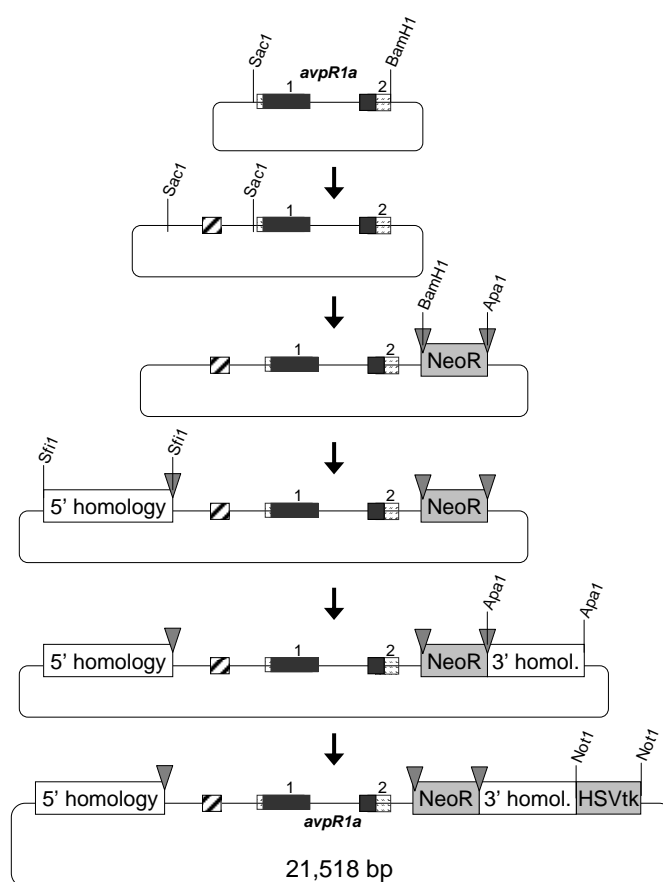 Sac1
BamH1
avpR1a
1
2
Sac1
Sac1
1
2
BamH1
Apa1
1
2
NeoR
Sfi1
Sfi1
5' homology
1
2
NeoR
Apa1
Apa1
5' homology
1
2
NeoR
3' homol.
Not1
Not1
5' homology
1
2
NeoR
3' homol.
HSVtk
avpR1a
21,518 bp